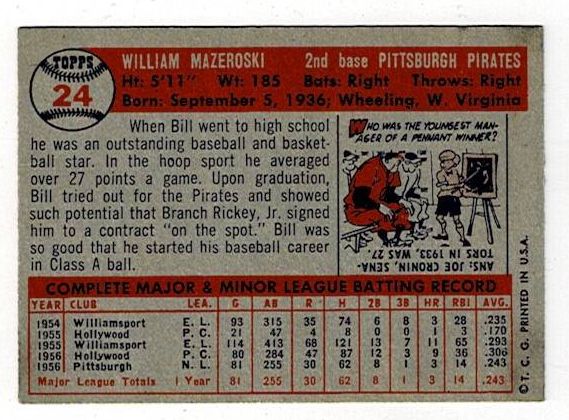 TOPPS
24
WILLIAM MAZEROSKI 2nd base PITTSBURGH PIRATES
Ht: 5'11" Wt: 185 Bats: Right Throws: Right
Born: September 5, 1936; Wheeling, W. Virginia
When Bill went to high school
he was an outstanding baseball and basket-
ball star. In the hoop sport he averaged
over 27 points a game. Upon graduation,
Bill tried out for the Pirates and showed
such potential that Branch Rickey, Jr. signed
him to a contract "on the spot." Bill was
so good that he started his baseball career
in Class A ball.
WHO WAS THE YOUNGEST MAN-
AGER OF A PENNANT WINNER?
ANS: JOE CRONIN, SENA-
TORS IN 1933, WAS 27.
COMPLETE MAJOR & MINOR LEAGUE BATTING RECORD
YEAR CLUB LEA. G AB R H 2B 3B HR RBI AVG.
1954 Williamsport E. L. 93 315 35 74 6 8 3 28 .235
1955 Hollywood P. C. 21 47 4 8 0 0 0 3 .170
1955 Williamsport E. L. 114 413 68 121 12 5 11 65 .293
1956 Hollywood P. C. 80 284 47 87 12 3 9 36 .306
1956 Pittsburgh N. L. 81 255 30 62 8 1 3 14 .243
Major League Totals 1 Year 81 255 30 62 8 1 3 14 .243
© T. C. G. PRINTED IN U.S.A.